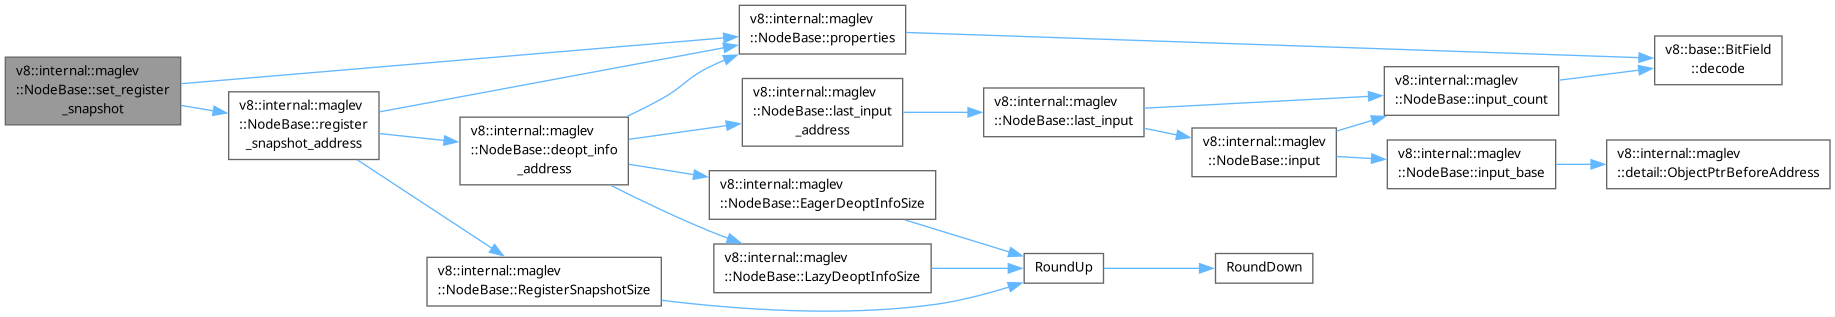 v8::internal::maglev
::NodeBase::set_register
_snapshot
v8::internal::maglev
::NodeBase::register
_snapshot_address
v8::internal::maglev
::NodeBase::properties
v8::internal::maglev
::NodeBase::deopt_info
_address
v8::internal::maglev
::NodeBase::last_input
_address
v8::internal::maglev
::NodeBase::last_input
v8::internal::maglev
::NodeBase::input_count
v8::base::BitField
::decode
v8::internal::maglev
::NodeBase::input
v8::internal::maglev
::NodeBase::input_base
v8::internal::maglev
::detail::ObjectPtrBeforeAddress
v8::internal::maglev
::NodeBase::EagerDeoptInfoSize
v8::internal::maglev
::NodeBase::LazyDeoptInfoSize
v8::internal::maglev
::NodeBase::RegisterSnapshotSize
RoundUp
RoundDown